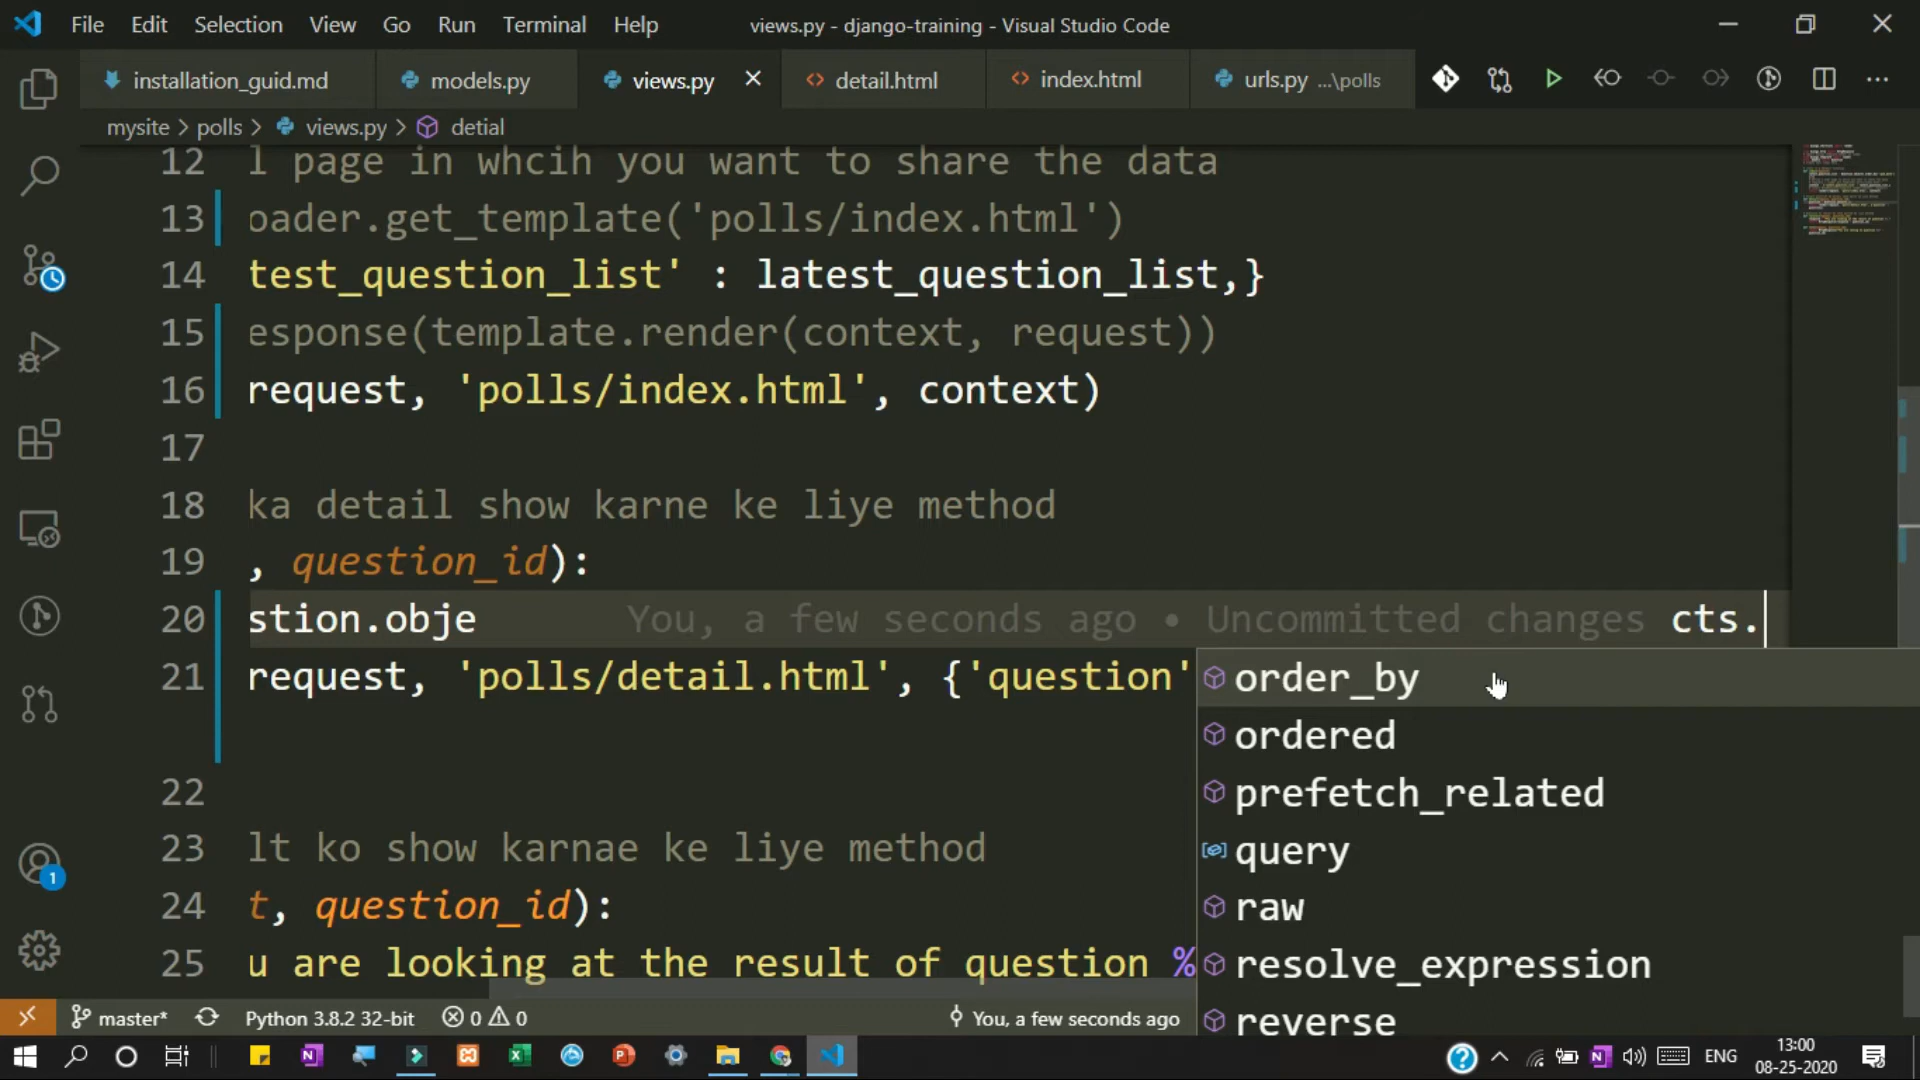 File Edit Selection View Go Run Terminal Help views.py - django-training - Visual Studio Code
installation_guid.md models.py views.py detail.html index.html urls.py ...\polls
mysite > polls > views.py > detial
12 l page in whcih you want to share the data
13 oader.get_template('polls/index.html')
14 test_question_list' : latest_question_list,}
15 esponse(template.render(context, request))
16 request, 'polls/index.html', context)
17
18 ka detail show karne ke liye method
19 , question_id):
20 stion.obje You, a few seconds ago • Uncommitted changes cts.
21 request, 'polls/detail.html', {'question'
order_by
ordered
prefetch_related
query
raw
resolve_expression
reverse
22
23 lt ko show karnae ke liye method
24 t, question_id):
25 u are looking at the result of question %
1
master* Python 3.8.2 32-bit 0 0 You, a few seconds ago
ENG 13:00
08-25-2020